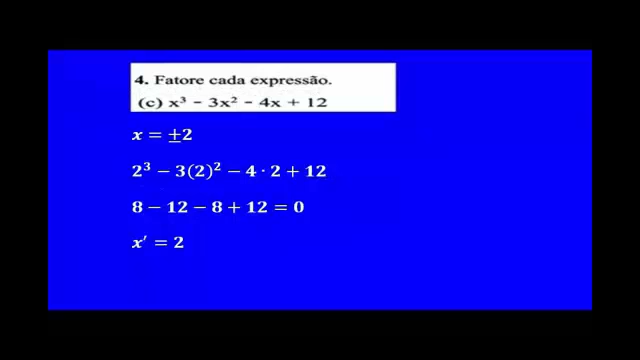 4. Fatore cada expressão.
(c) x³ − 3x² − 4x + 12
x = ±2
2³ − 3(2)² − 4 · 2 + 12
8 − 12 − 8 + 12 = 0
x′ = 2